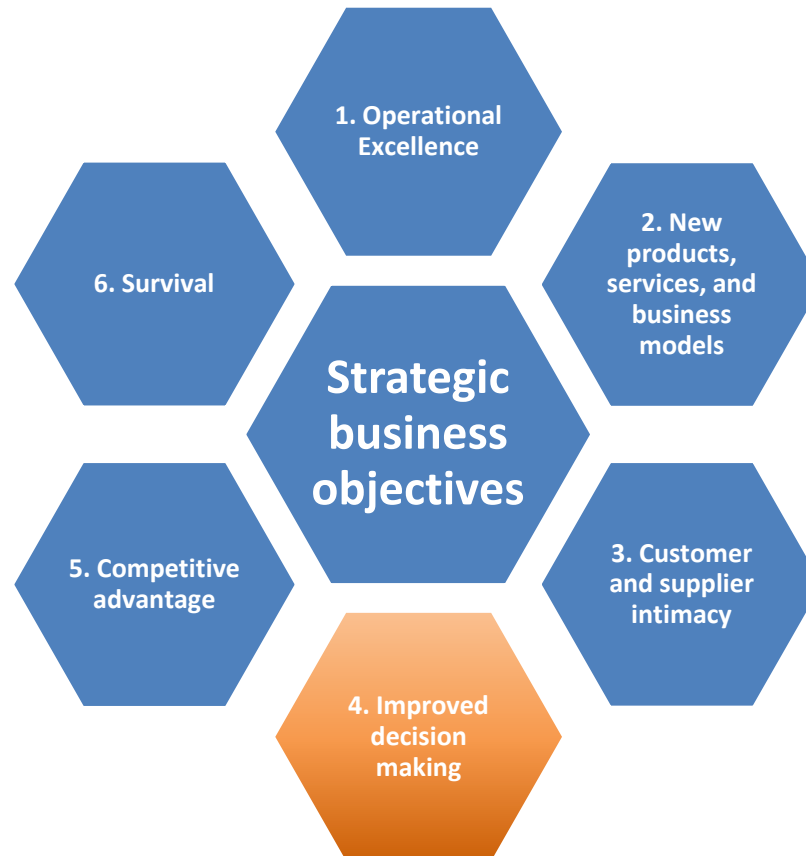 1. Operational
Excellence
2. New
products,
services, and
business
models
6. Survival
Strategic
business
objectives
3. Customer
and supplier
intimacy
5. Competitive
advantage
4. Improved
decision
making